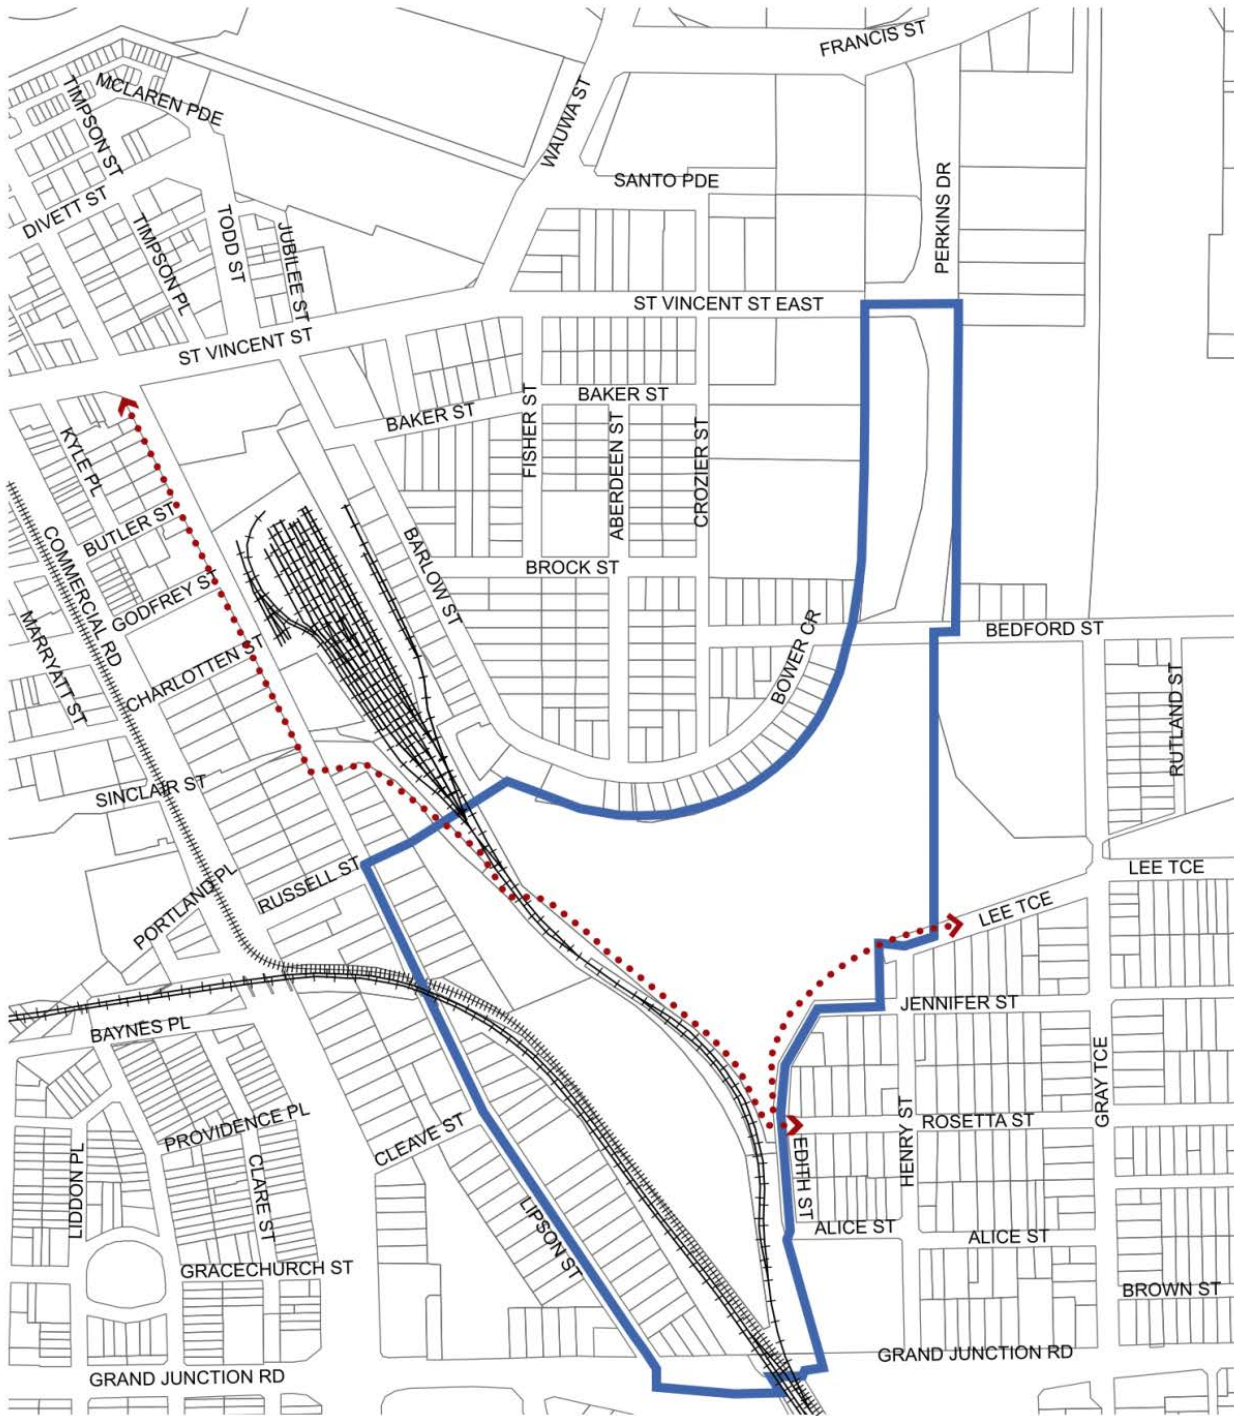 FRANCIS ST
MCLAREN PDE
TIMPSON ST
WAUWA ST
SANTO PDE
DIVETT ST
TIMPSON PL
TODD ST
JUBILEE ST
PERKINS DR
ST VINCENT ST EAST
ST VINCENT ST
BAKER ST
BAKER ST
KYLE PL
FISHER ST
ABERDEEN ST
CROZIER ST
BUTLER ST
COMMERCIAL RD
BARLOW ST
BROCK ST
GODFREY ST
MARRYATT ST
CHARLOTTEN ST
BOWER CR
BEDFORD ST
RUTLAND ST
SINCLAIR ST
RUSSELL ST
PORTLAND PL
LEE TCE
LEE TCE
BAYNES PL
JENNIFER ST
GRAY TCE
PROVIDENCE PL
CLEAVE ST
HENRY ST
ROSETTA ST
LIDDON PL
CLARE ST
EDITH ST
LIPSON ST
ALICE ST
ALICE ST
GRACECHURCH ST
BROWN ST
GRAND JUNCTION RD
GRAND JUNCTION RD